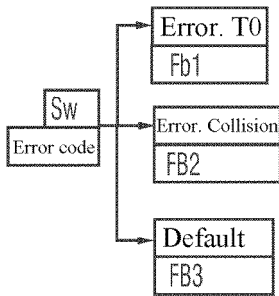 Error. T0
Fb1
Sw
Error code
Error. Collision
FB2
Default
FB3